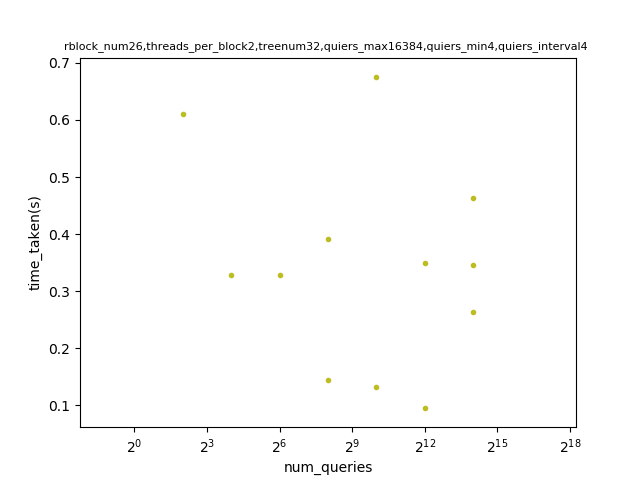 rblock_num26,threads_per_block2,treenum32,quiers_max16384,quiers_min4,quiers_interval4
0.7
0.6
0.5
0.4
0.3
0.2
0.1
time_taken(s)
2^0 2^3 2^6 2^9 2^12 2^15 2^18
num_queries